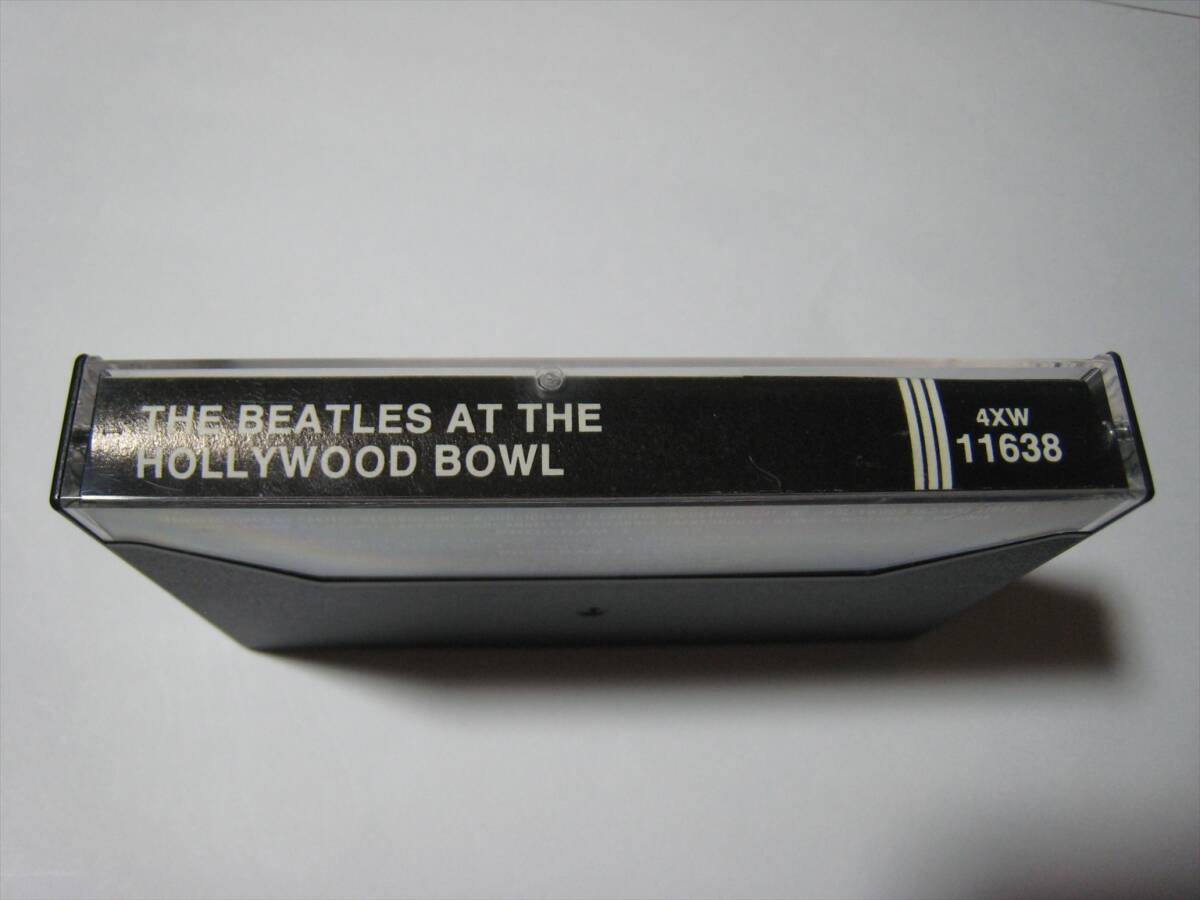 THE BEATLES AT THE
HOLLYWOOD BOWL
4XW
11638